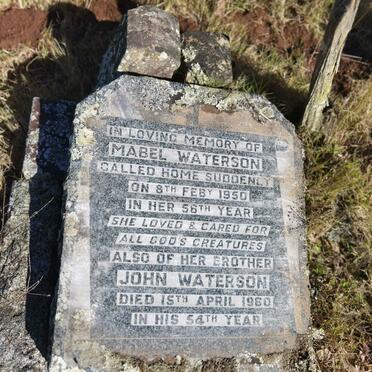 IN LOVING MEMORY OF
MABEL WATERSON
CALLED HOME SUDDENLY
ON 8TH FEBY 1950
IN HER 56TH YEAR
SHE LOVED & CARED FOR
ALL GOD'S CREATURES
ALSO OF HER BROTHER
JOHN WATERSON
DIED 15TH APRIL 1960
IN HIS 54TH YEAR